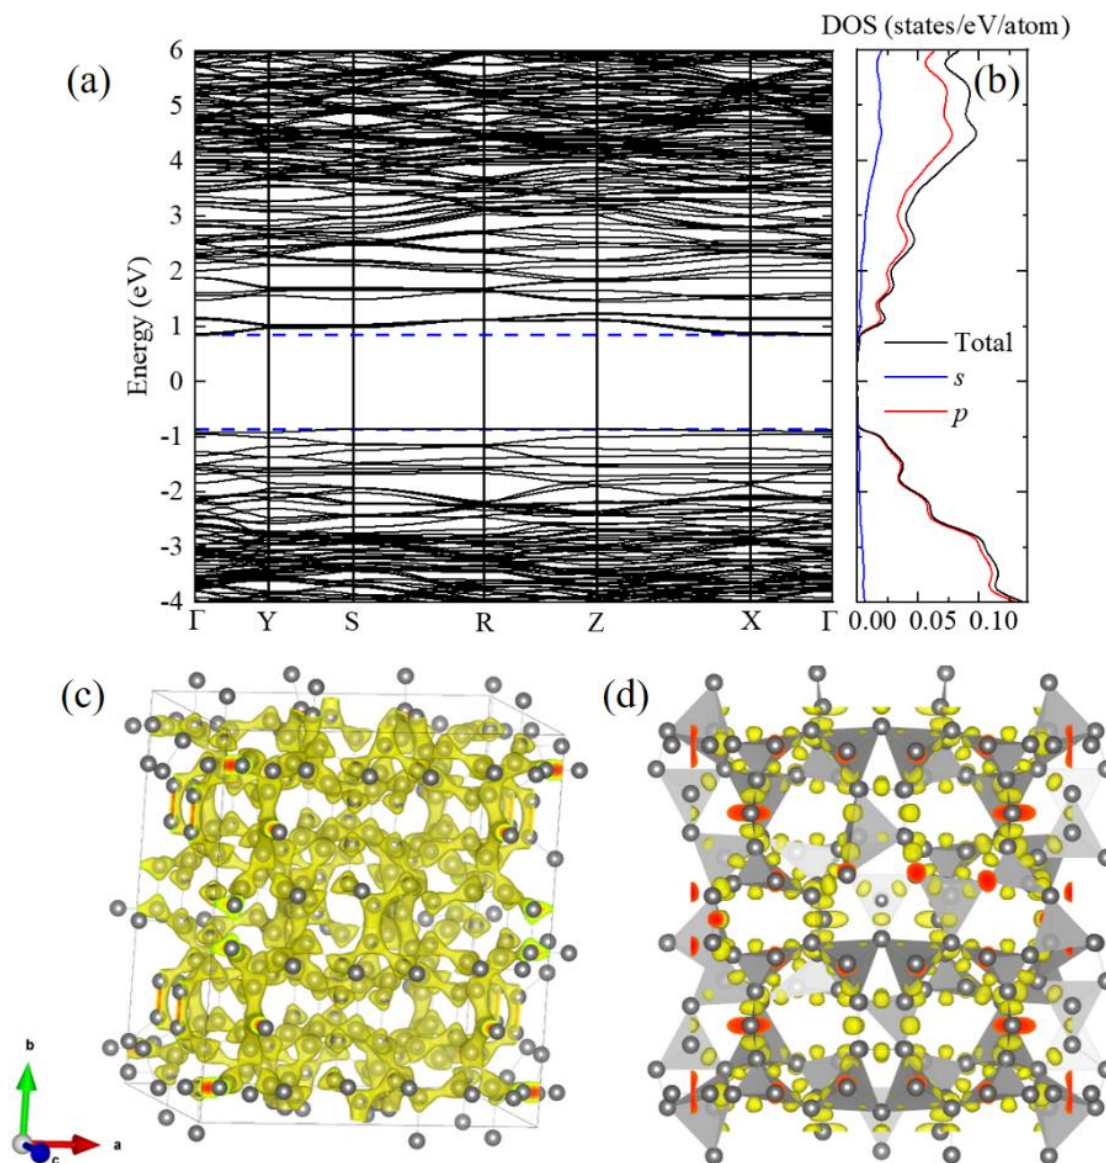 DOS (states/eV/atom)
(a)
(b)
6
5
4
3
2
1
0
-1
-2
-3
-4
Energy (eV)
Total
s
p
Γ Y S R Z X Γ
0.00 0.05 0.10
(c)
(d)
b
a
c